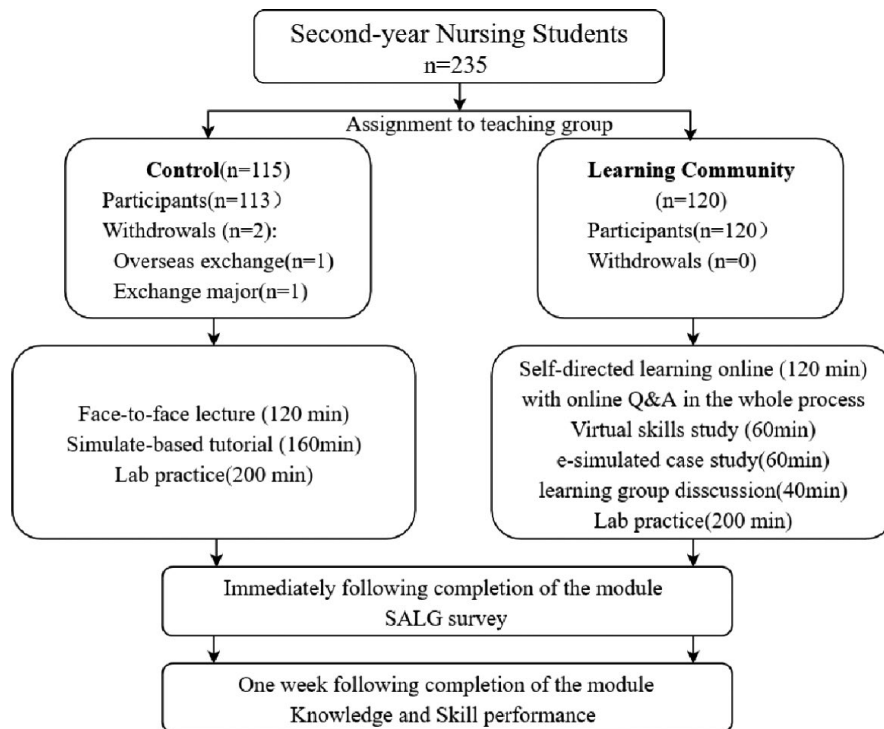 Second-year Nursing Students
n=235
Assignment to teaching group
Control(n=115)
Participants(n=113）
Withdrowals (n=2):
Overseas exchange(n=1)
Exchange major(n=1)
Learning Community
(n=120)
Participants(n=120）
Withdrowals (n=0)
Face-to-face lecture (120 min)
Simulate-based tutorial (160min)
Lab practice(200 min)
Self-directed learning online (120 min)
with online Q&A in the whole process
Virtual skills study (60min)
e-simulated case study(60min)
learning group disscussion(40min)
Lab practice(200 min)
Immediately following completion of the module
SALG survey
One week following completion of the module
Knowledge and Skill performance